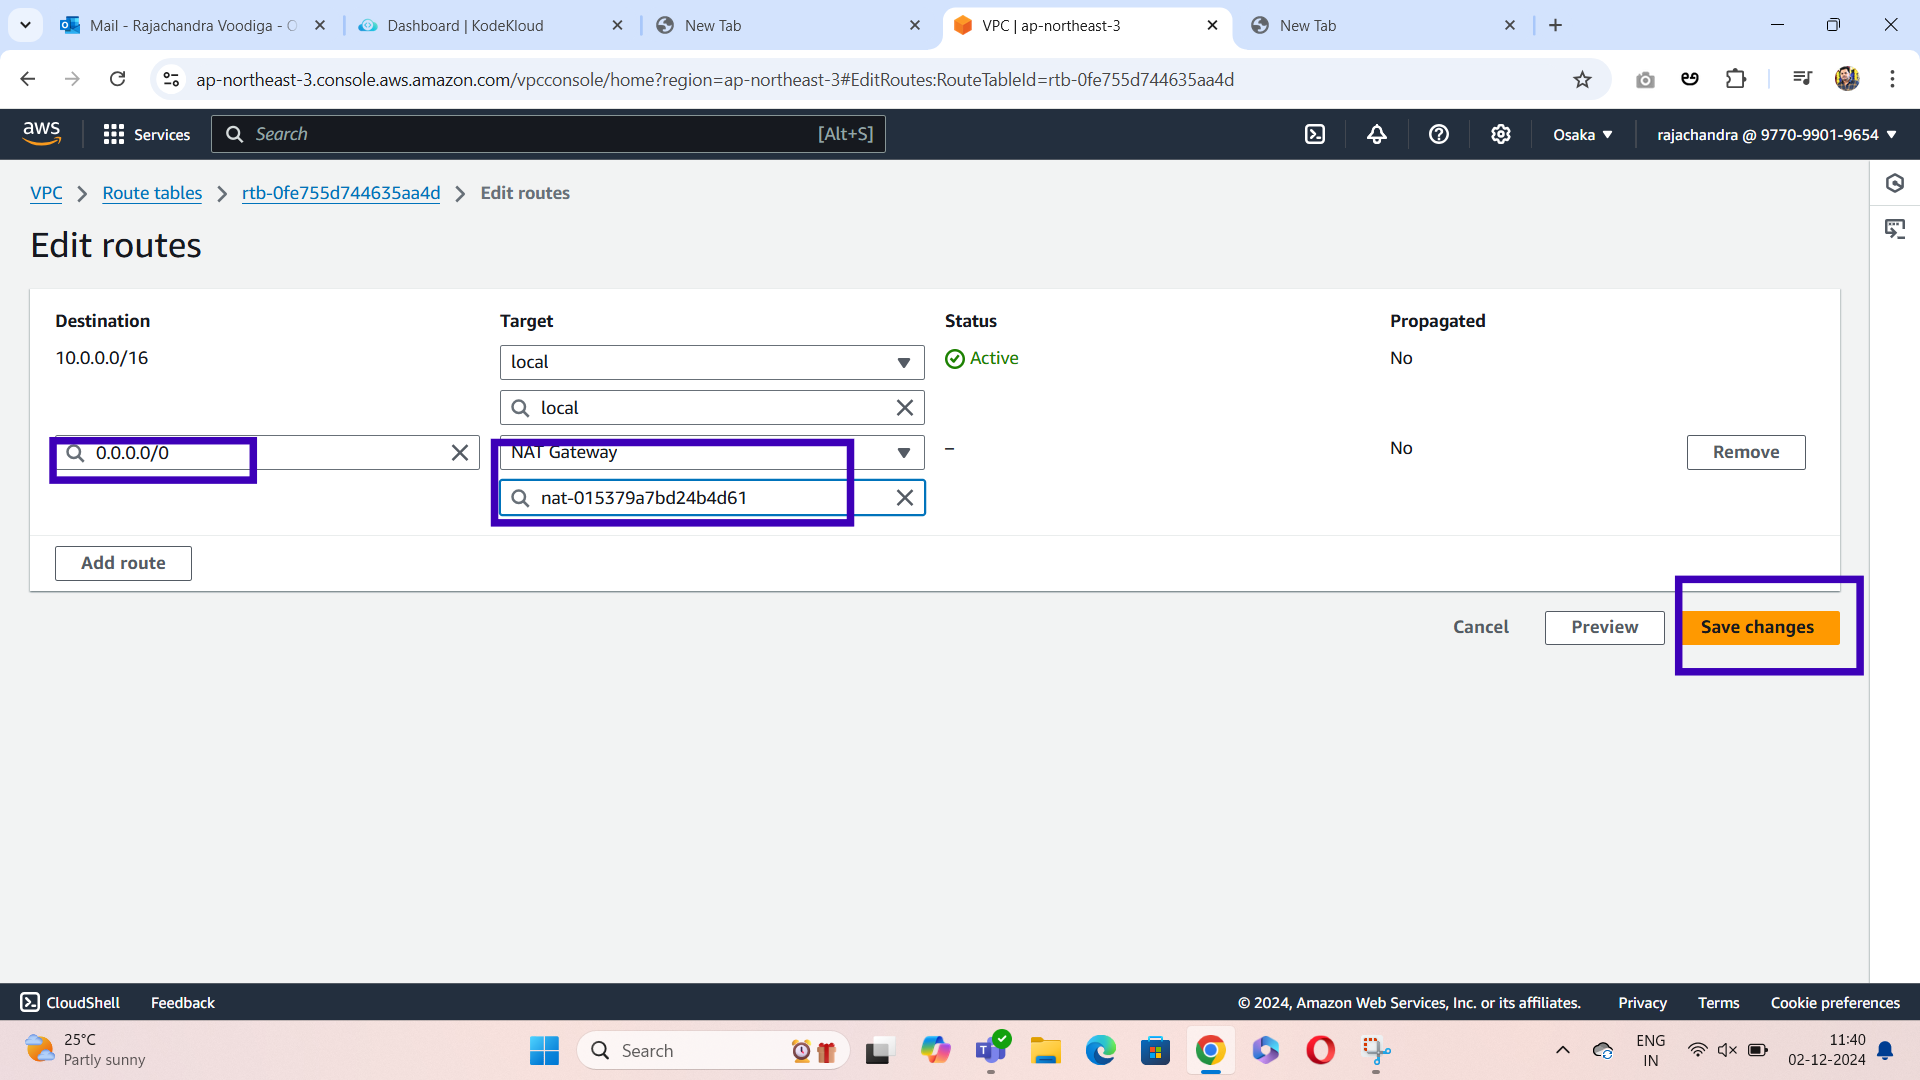 Mail - Rajachandra Voodiga - O
Dashboard | KodeKloud
New Tab
VPC | ap-northeast-3
New Tab
ap-northeast-3.console.aws.amazon.com/vpcconsole/home?region=ap-northeast-3#EditRoutes:RouteTableId=rtb-0fe755d744635aa4d
aws
Services
Search
[Alt+S]
Osaka
rajachandra @ 9770-9901-9654
VPC
Route tables
rtb-0fe755d744635aa4d
Edit routes
Edit routes
Destination
Target
Status
Propagated
10.0.0.0/16
local
Active
No
local
0.0.0.0/0
NAT Gateway
–
No
Remove
nat-015379a7bd24b4d61
Add route
Cancel
Preview
Save changes
CloudShell
Feedback
© 2024, Amazon Web Services, Inc. or its affiliates.
Privacy
Terms
Cookie preferences
25°C
Partly sunny
Search
ENG
IN
11:40
02-12-2024